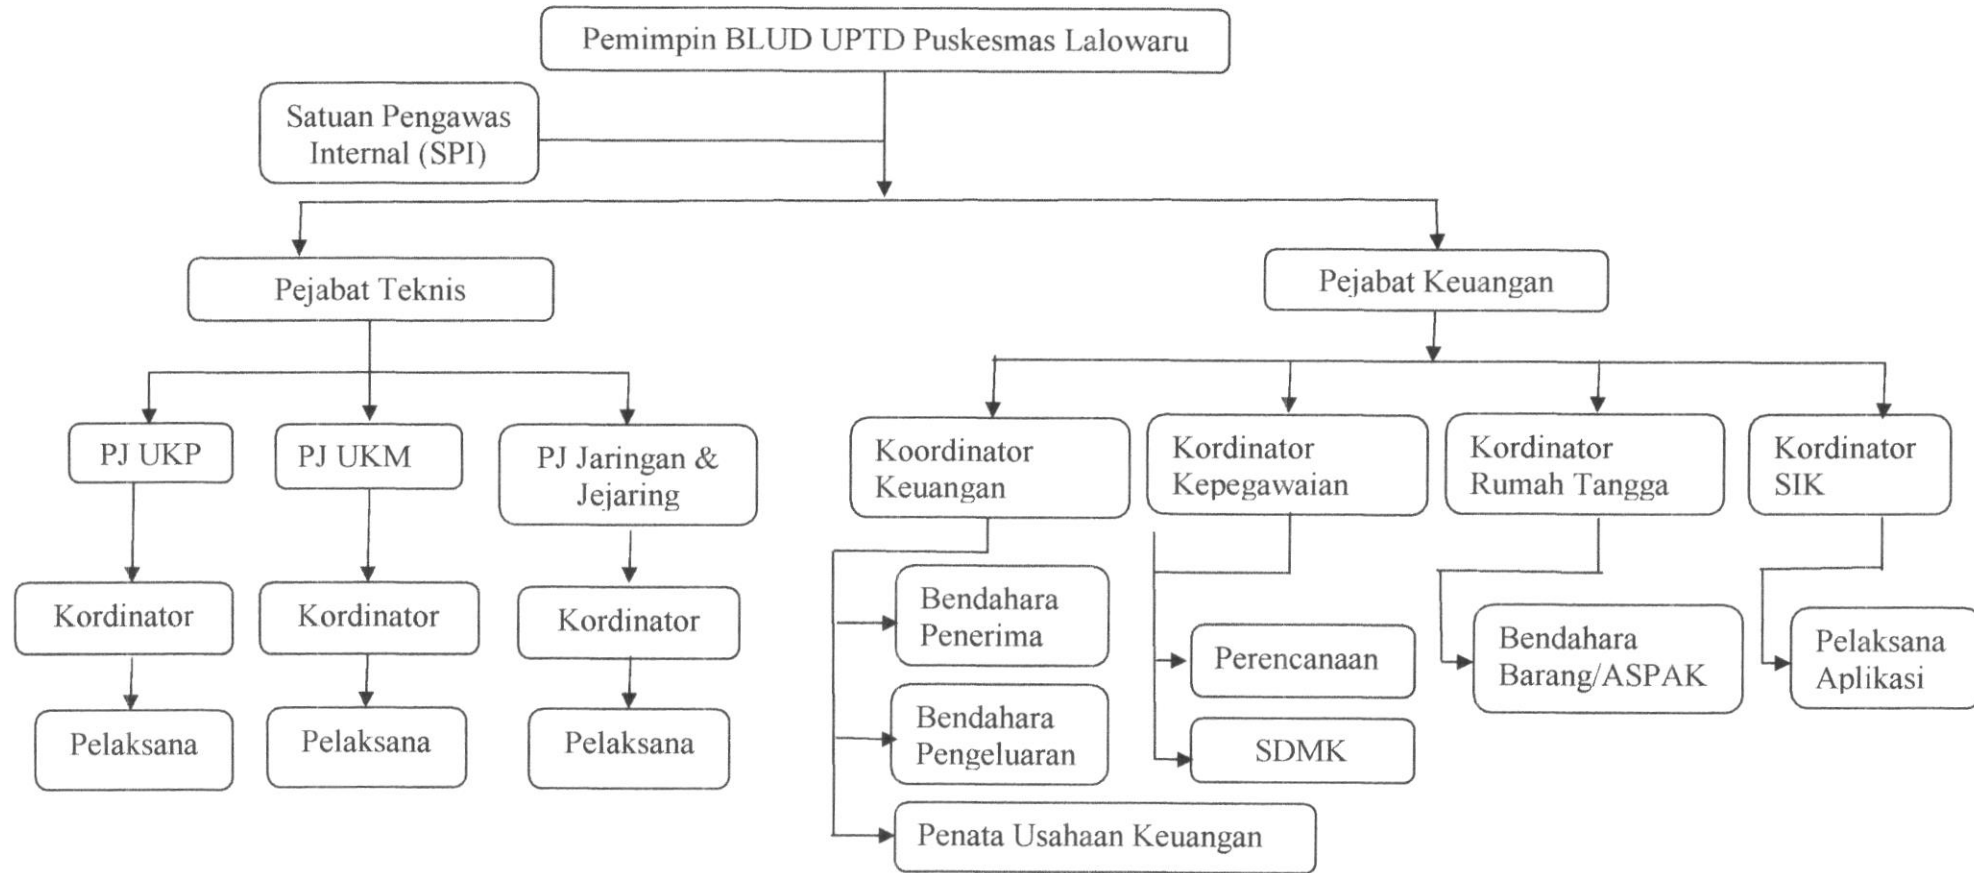 Pemimpin BLUD UPTD Puskesmas Lalowaru
Satuan Pengawas
Internal (SPI)
Pejabat Teknis
Pejabat Keuangan
PJ UKP
PJ UKM
PJ Jaringan &
Jejaring
Koordinator
Keuangan
Kordinator
Kepegawaian
Kordinator
Rumah Tangga
Kordinator
SIK
Kordinator
Kordinator
Kordinator
Bendahara
Penerima
Perencanaan
Bendahara
Barang/ASPAK
Pelaksana
Aplikasi
Pelaksana
Pelaksana
Pelaksana
Bendahara
Pengeluaran
SDMK
Penata Usahaan Keuangan